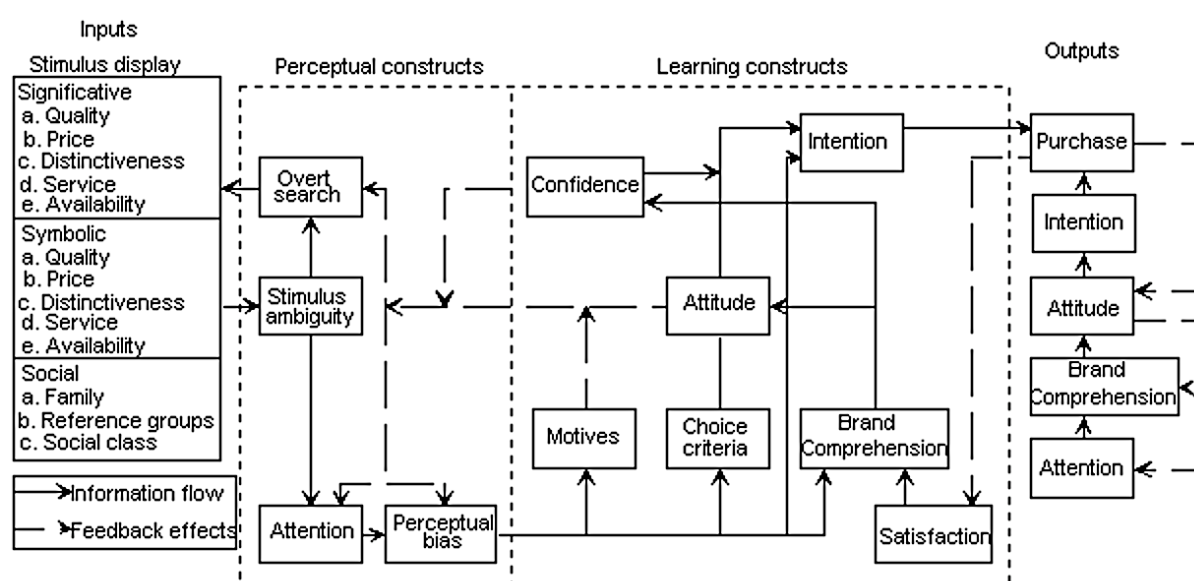 Inputs
Stimulus display
Significative
a. Quality
b. Price
c. Distinctiveness
d. Service
e. Availability
Symbolic
a. Quality
b. Price
c. Distinctiveness
d. Service
e. Availability
Social
a. Family
b. Reference groups
c. Social class
Information flow
Feedback effects
Perceptual constructs
Overt
search
Stimulus
ambiguity
Attention
Perceptual
bias
Learning constructs
Confidence
Intention
Attitude
Motives
Choice
criteria
Brand
Comprehension
Satisfaction
Outputs
Purchase
Intention
Attitude
Brand
Comprehension
Attention